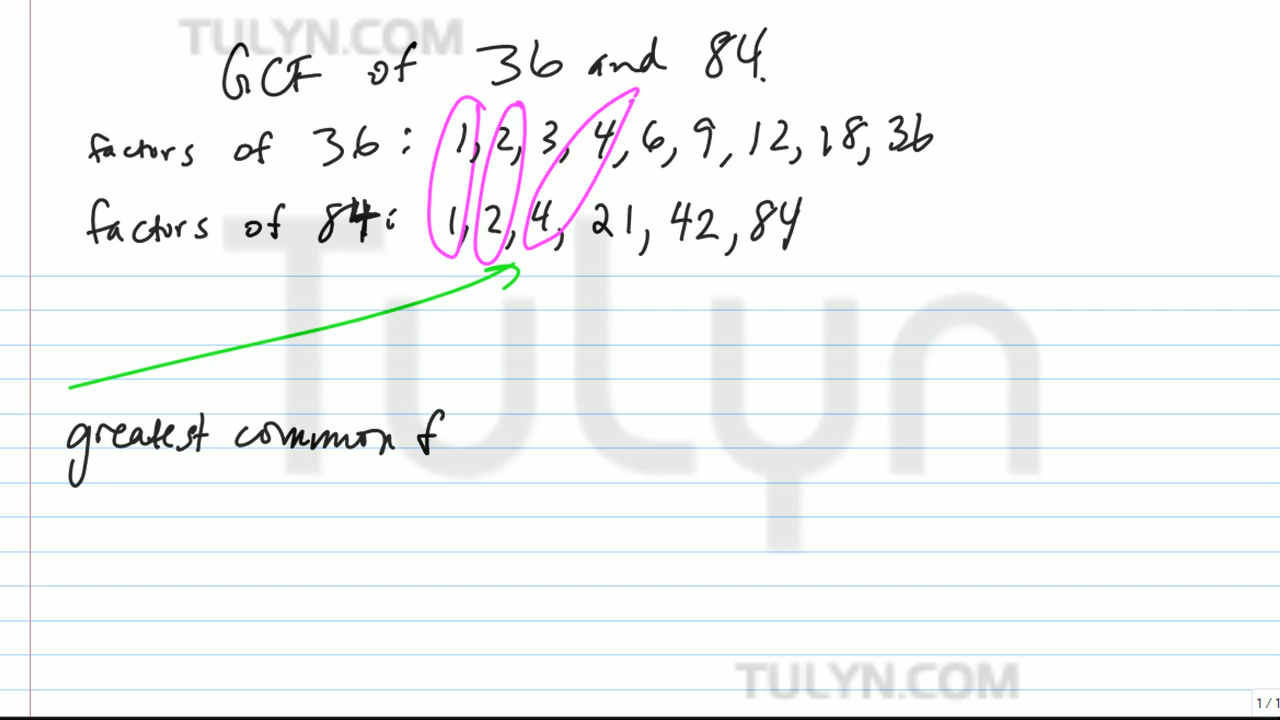 TULYN.COM
GCF of 36 and 84.
factors of 36: 1, 2, 3, 4, 6, 9, 12, 18, 36
factors of 84: 1, 2, 4, 21, 42, 84
Tulyn
greatest common f
TULYN.COM
1/1